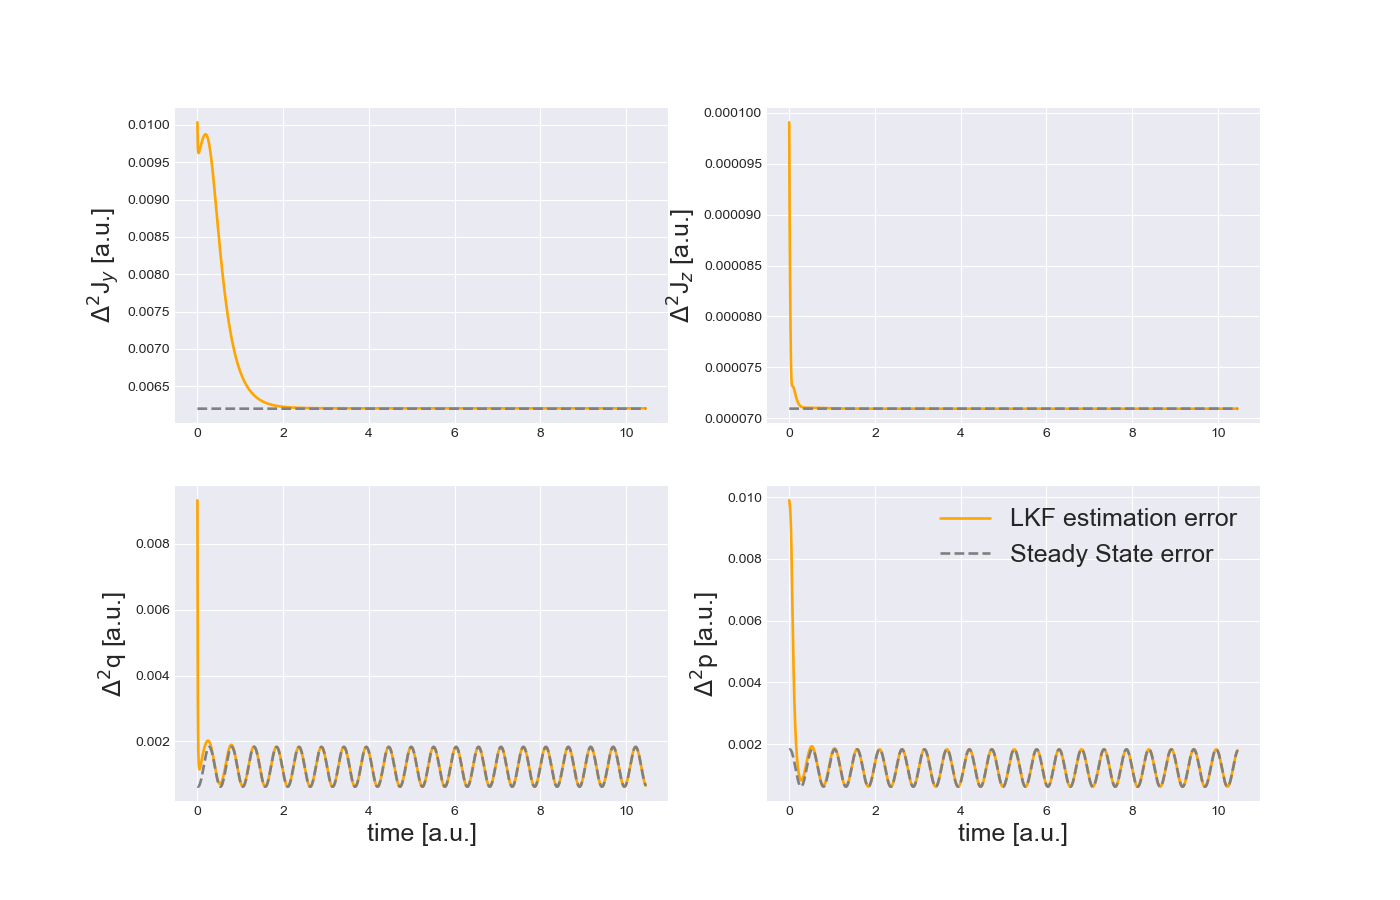 Δ²J_y [a.u.]
0.0100
0.0095
0.0090
0.0085
0.0080
0.0075
0.0070
0.0065
0 2 4 6 8 10
Δ²J_z [a.u.]
0.000100
0.000095
0.000090
0.000085
0.000080
0.000075
0.000070
0 2 4 6 8 10
Δ²q [a.u.]
0.008
0.006
0.004
0.002
0 2 4 6 8 10
time [a.u.]
Δ²p [a.u.]
0.010
0.008
0.006
0.004
0.002
LKF estimation error
Steady State error
0 2 4 6 8 10
time [a.u.]